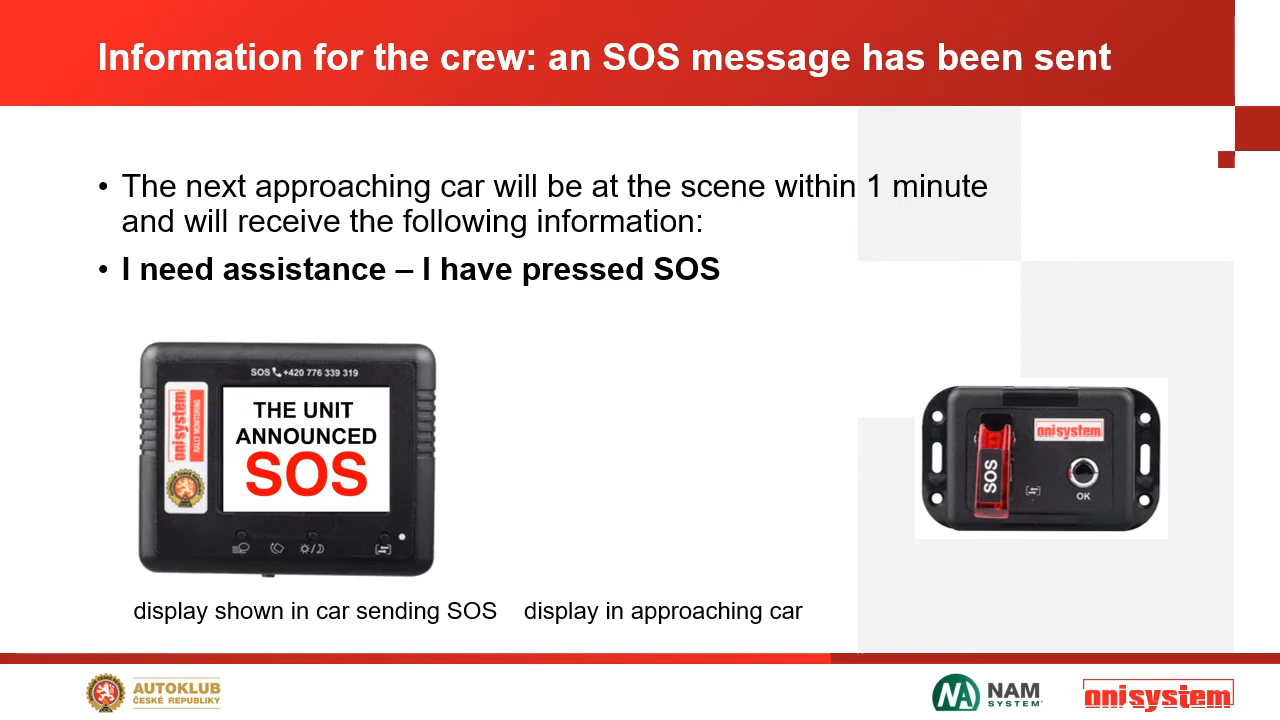 Information for the crew: an SOS message has been sent
• The next approaching car will be at the scene within 1 minute
and will receive the following information:
• I need assistance – I have pressed SOS
SOS +420 776 339 319
onisystem
RALLY MONITORING
THE UNIT
ANNOUNCED
SOS
onisystem
SOS
OK
display shown in car sending SOS
display in approaching car
AUTOKLUB
ČESKÉ REPUBLIKY
NAM
SYSTEM
onisystem